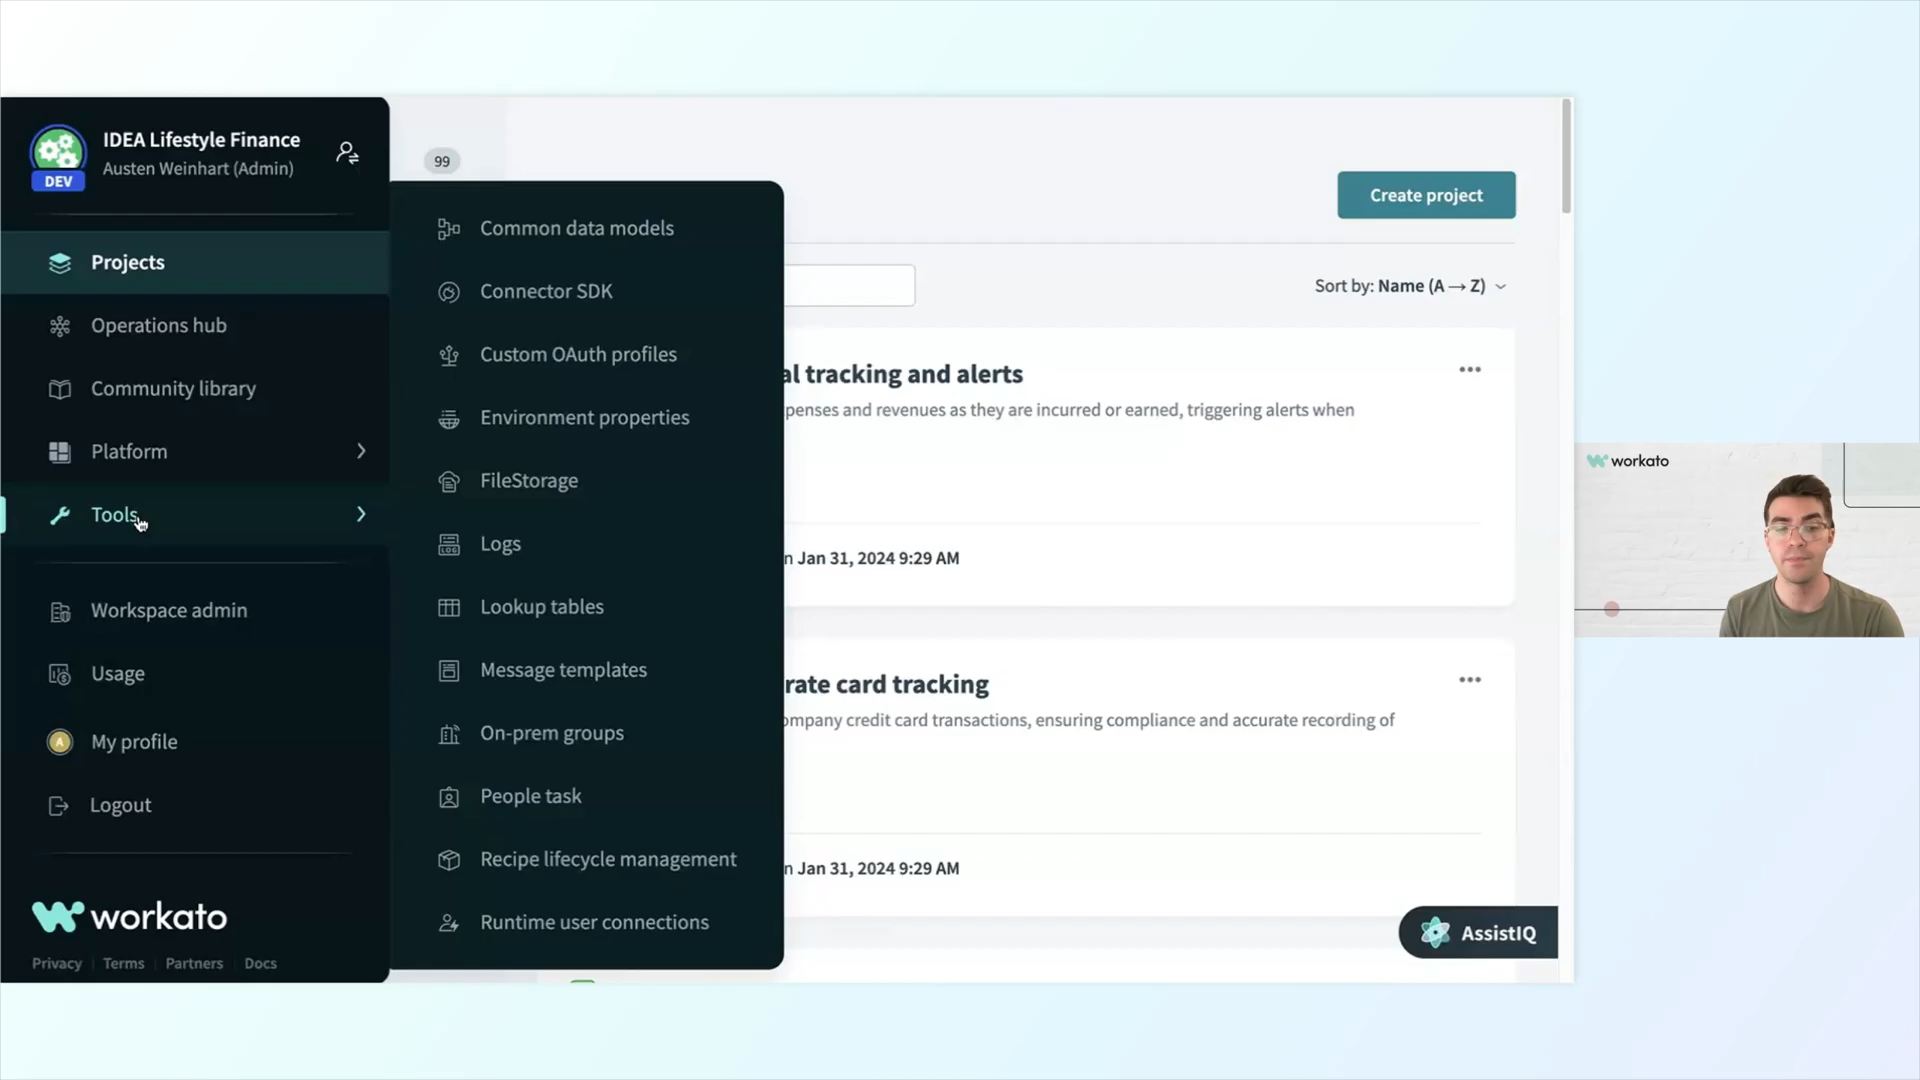 IDEA Lifestyle Finance
Austen Weinhart (Admin)
DEV
Projects
Operations hub
Community library
Platform
Tools
Workspace admin
Usage
A
My profile
Logout
workato
Privacy
Terms
Partners
Docs
99
Common data models
Connector SDK
Custom OAuth profiles
Environment properties
FileStorage
LOG
Logs
Lookup tables
Message templates
On-prem groups
People task
Recipe lifecycle management
Runtime user connections
Create project
Sort by: Name (A → Z)
al tracking and alerts
penses and revenues as they are incurred or earned, triggering alerts when
n Jan 31, 2024 9:29 AM
rate card tracking
ompany credit card transactions, ensuring compliance and accurate recording of
n Jan 31, 2024 9:29 AM
AssistIQ
workato